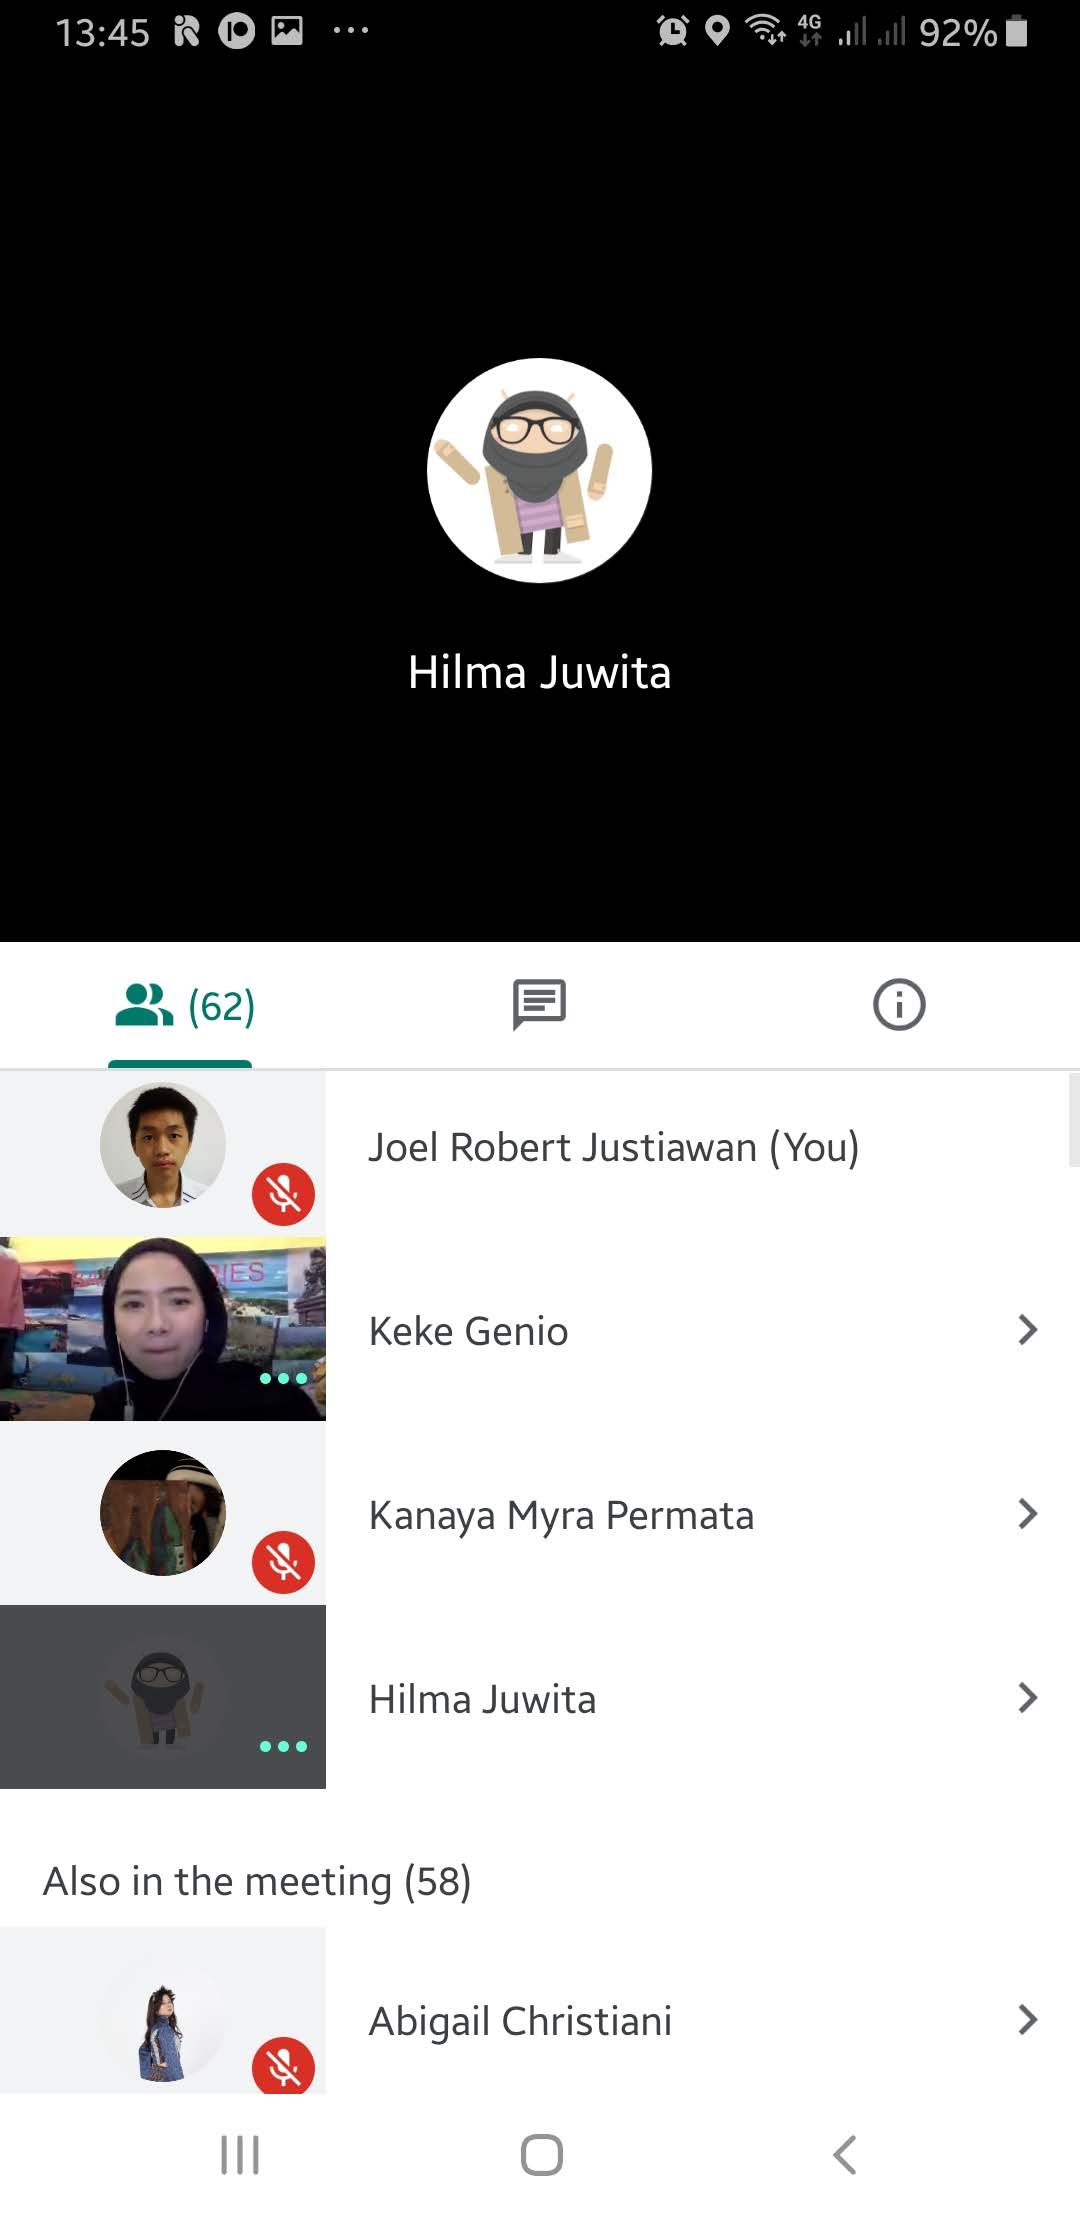 13:45 4G 92%
Hilma Juwita
(62)
Joel Robert Justiawan (You)
IES
Keke Genio
Kanaya Myra Permata
Hilma Juwita
Also in the meeting (58)
Abigail Christiani